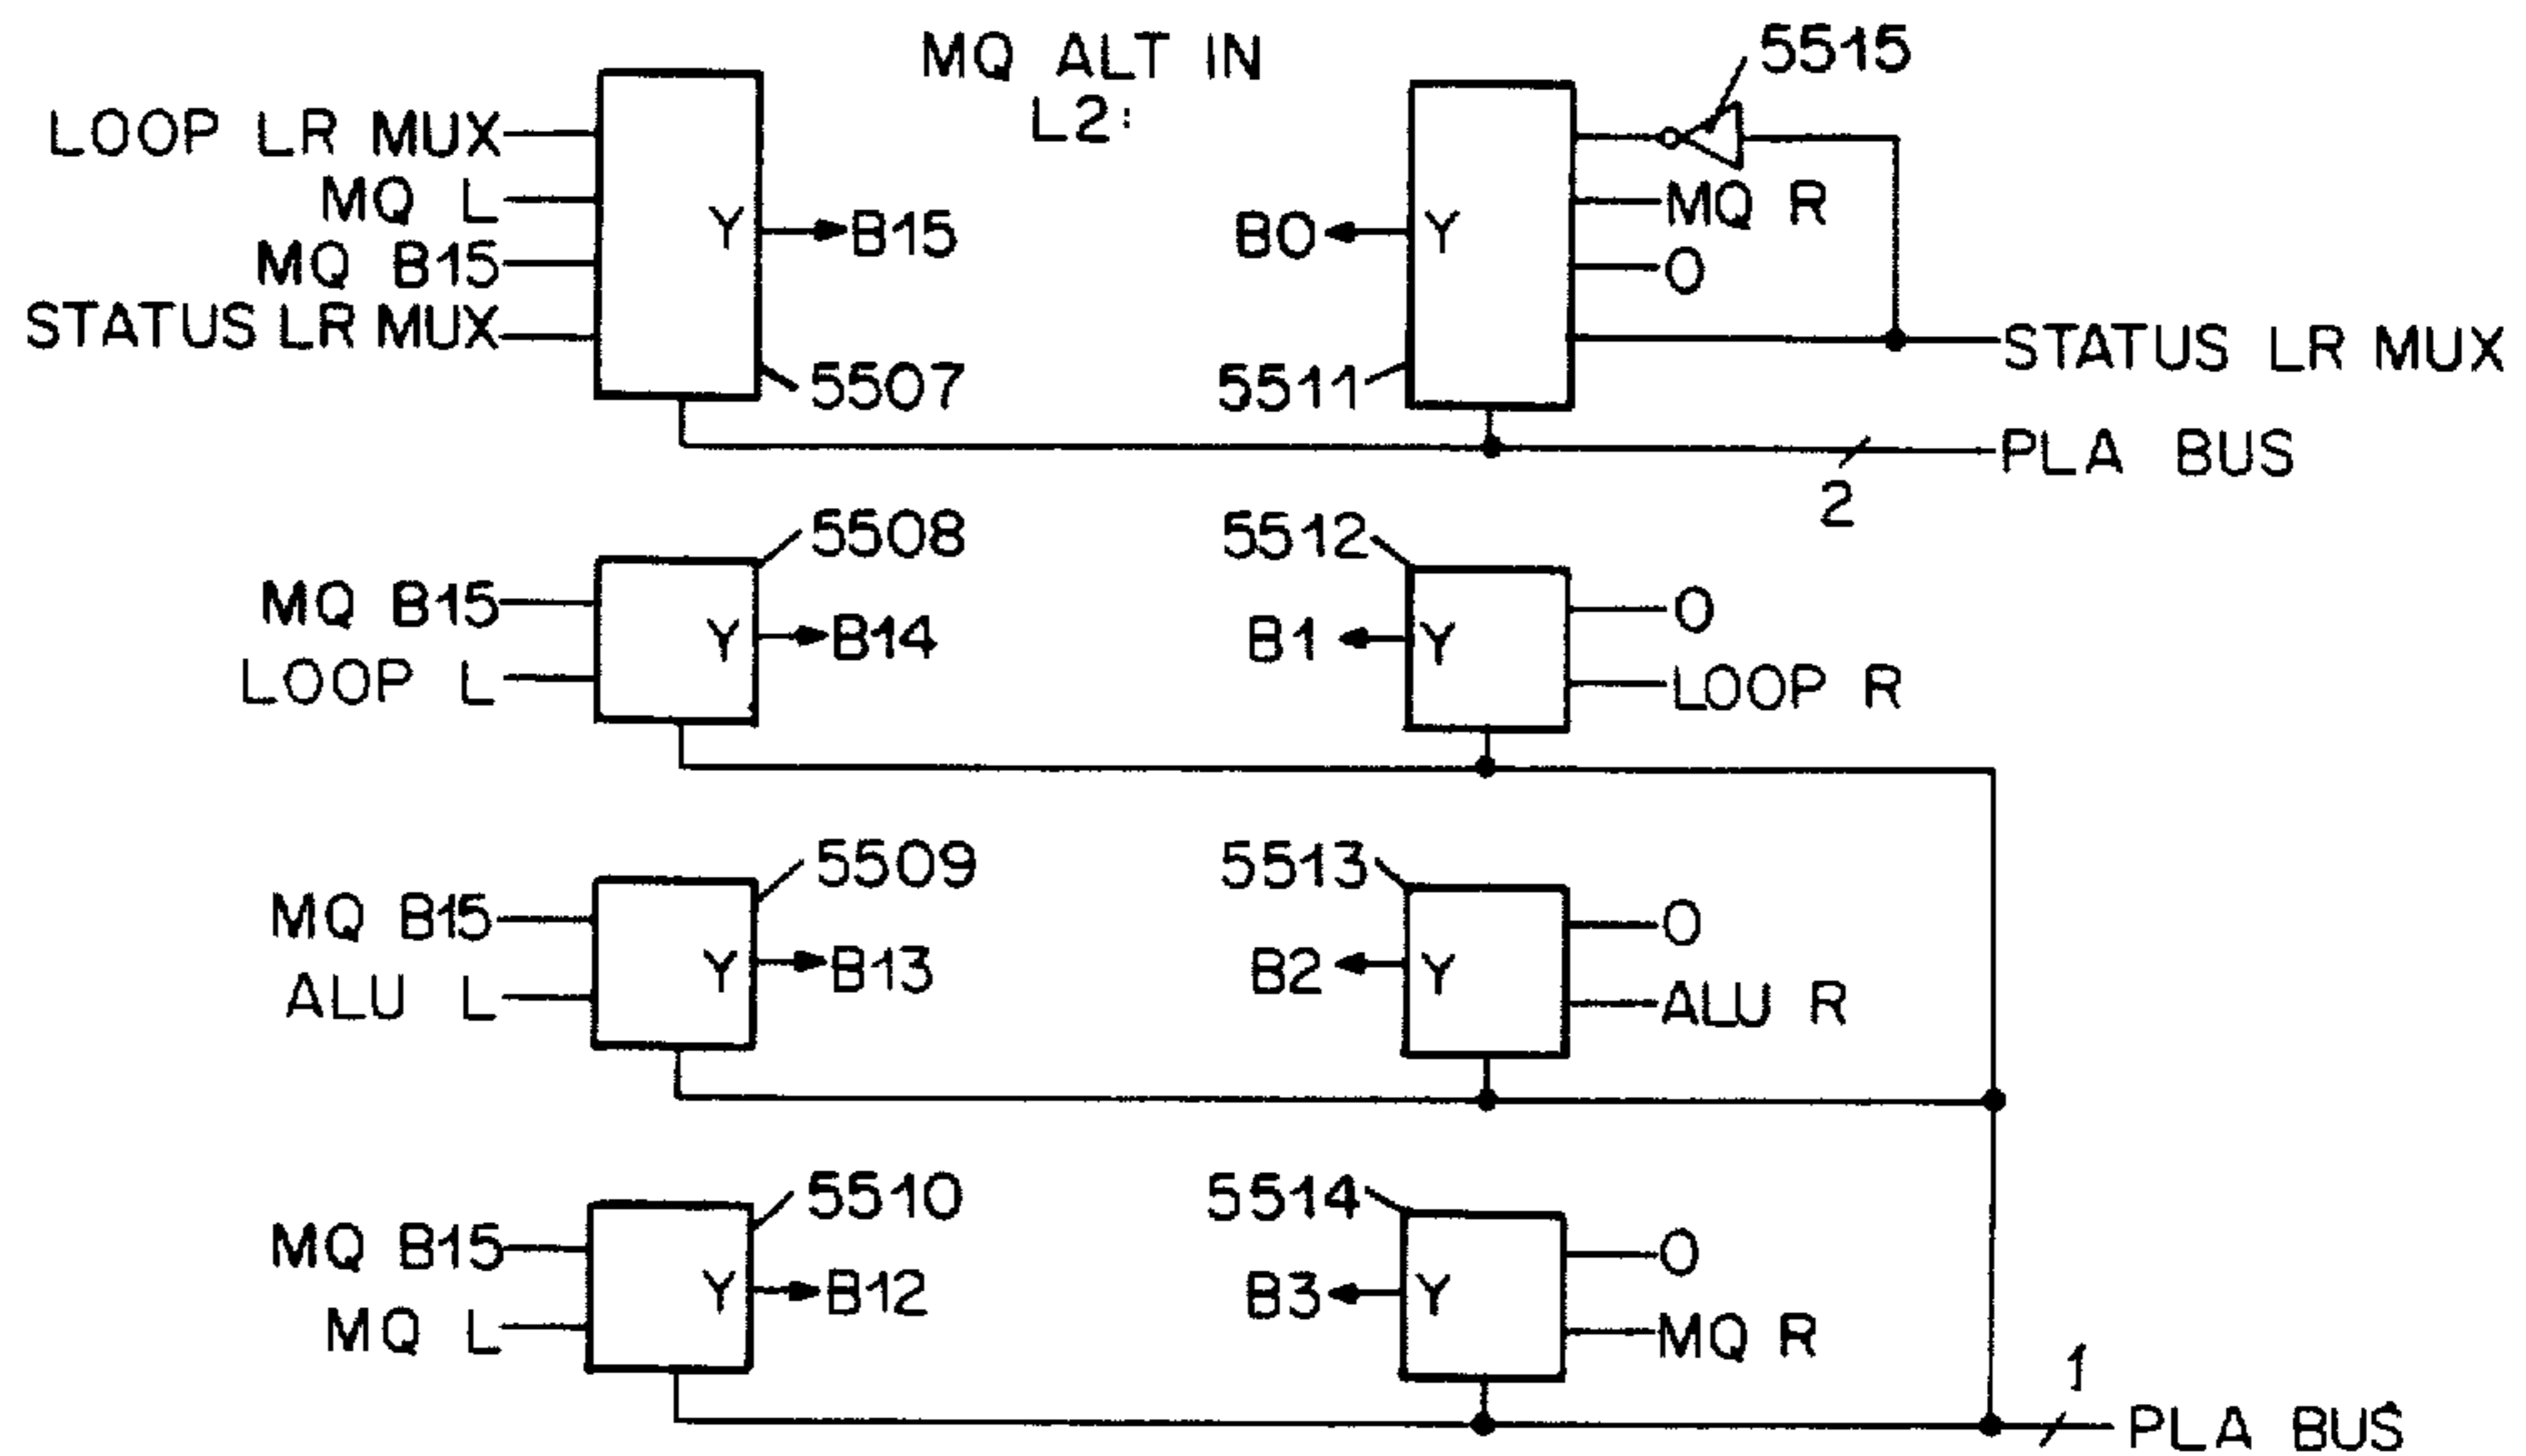 MQ ALT IN
L2:
5515
LOOP LR MUX
MQ L
MQ B15
STATUS LR MUX
Y
B15
5507
B0
Y
MQ R
0
5511
STATUS LR MUX
PLA BUS
2
5508
MQ B15
LOOP L
Y
B14
5512
B1
Y
0
LOOP R
5509
MQ B15
ALU L
Y
B13
5513
B2
Y
0
ALU R
5510
MQ B15
MQ L
Y
B12
5514
B3
Y
0
MQ R
1
PLA BUS